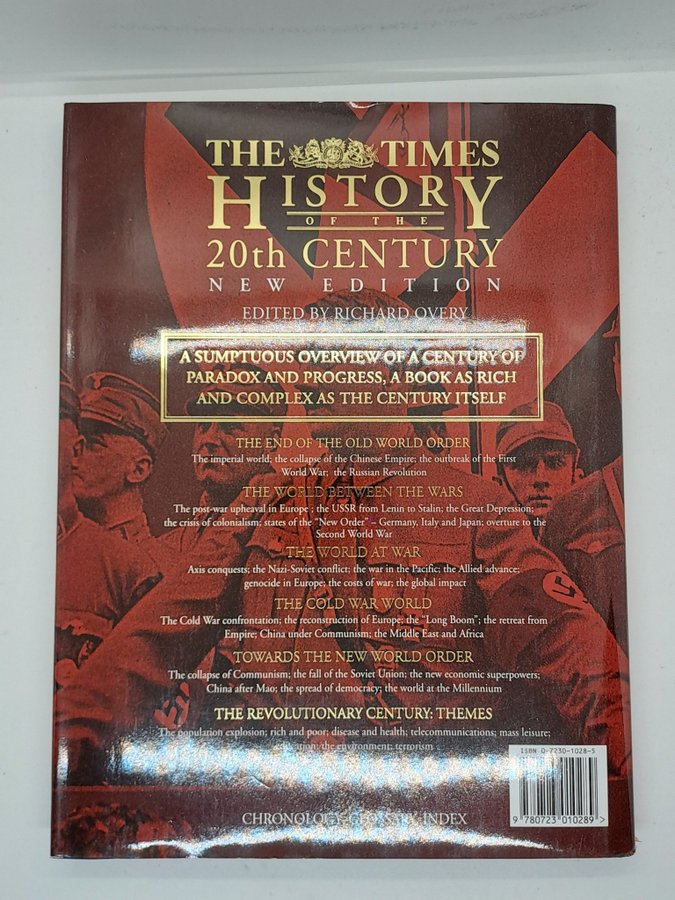 THE TIMES
HISTORY
OF THE
20th CENTURY
NEW EDITION
EDITED BY RICHARD OVERY
A SUMPTUOUS OVERVIEW OF A CENTURY OF
PARADOX AND PROGRESS, A BOOK AS RICH
AND COMPLEX AS THE CENTURY ITSELF
THE END OF THE OLD WORLD ORDER
The imperial world; the collapse of the Chinese Empire; the outbreak of the First
World War; the Russian Revolution
THE WORLD BETWEEN THE WARS
The post-war upheaval in Europe ; the USSR from Lenin to Stalin; the Great Depression;
the crisis of colonialism; states of the "New Order" – Germany, Italy and Japan; overture to the
Second World War
THE WORLD AT WAR
Axis conquests; the Nazi-Soviet conflict; the war in the Pacific; the Allied advance;
genocide in Europe; the costs of war; the global impact
THE COLD WAR WORLD
The Cold War confrontation; the reconstruction of Europe; the "Long Boom"; the retreat from
Empire; China under Communism; the Middle East and Africa
TOWARDS THE NEW WORLD ORDER
The collapse of Communism; the fall of the Soviet Union; the new economic superpowers;
China after Mao; the spread of democracy; the world at the Millennium
THE REVOLUTIONARY CENTURY: THEMES
The population explosion; rich and poor; disease and health; telecommunications; mass leisure;
education; the environment; terrorism
ISBN 0-7230-1028-5
9 780723 010289 >
CHRONOLOGY, GLOSSARY, INDEX